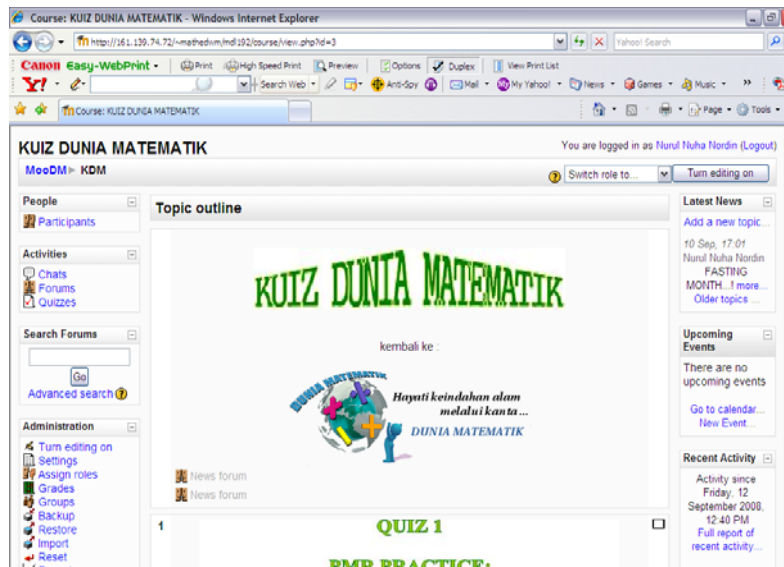 Course: KUIZ DUNIA MATEMATIK - Windows Internet Explorer
http://161.139.74.72/~mathedwm/mdl192/course/view.php?id=3
Yahoo! Search
Canon Easy-WebPrint
Print
High Speed Print
Preview
Options
Duplex
View Print List
Y!
Search Web
Anti-Spy
Mail
My Yahoo!
News
Games
Music
Course: KUIZ DUNIA MATEMATIK
Page
Tools
KUIZ DUNIA MATEMATIK
You are logged in as Nurul Nuha Nordin (Logout)
MooDM ► KDM
Switch role to...
Turn editing on
People
Participants
Activities
Chats
Forums
Quizzes
Search Forums
Go
Advanced search
Administration
Turn editing on
Settings
Assign roles
Grades
Groups
Backup
Restore
Import
Reset
Topic outline
KUIZ DUNIA MATEMATIK
kembali ke :
DUNIA MATEMATIK
Hayati keindahan alam
melalui kanta...
DUNIA MATEMATIK
News forum
News forum
1
QUIZ 1
PMR PRACTICE:
Latest News
Add a new topic...
10 Sep, 17:01
Nurul Nuha Nordin
FASTING
MONTH...! more...
Older topics ...
Upcoming
Events
There are no
upcoming events
Go to calendar...
New Event...
Recent Activity
Activity since
Friday, 12
September 2008,
12:40 PM
Full report of
recent activity...